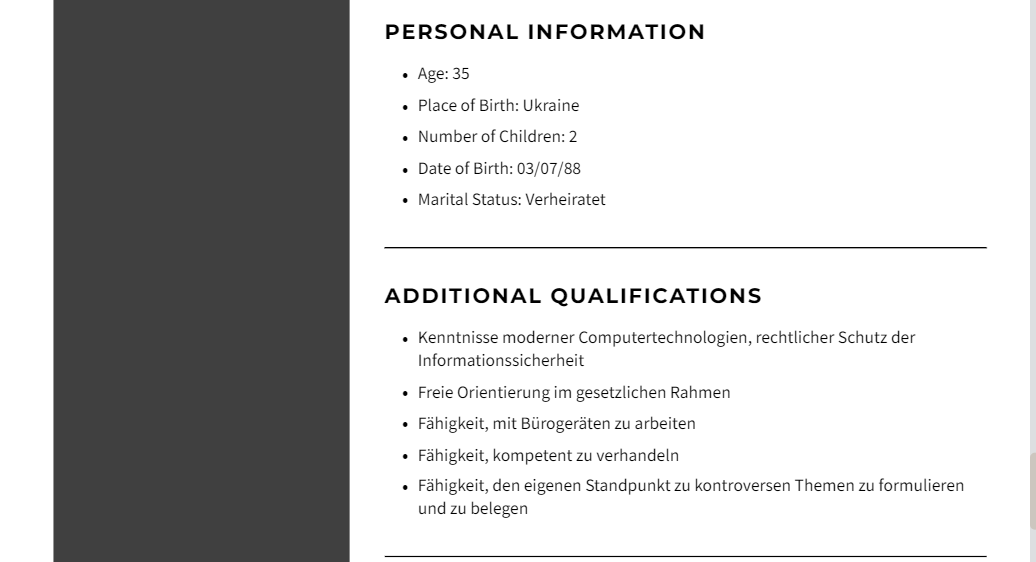 PERSONAL INFORMATION
• Age: 35
• Place of Birth: Ukraine
• Number of Children: 2
• Date of Birth: 03/07/88
• Marital Status: Verheiratet
ADDITIONAL QUALIFICATIONS
• Kenntnisse moderner Computertechnologien, rechtlicher Schutz der
Informationssicherheit
• Freie Orientierung im gesetzlichen Rahmen
• Fähigkeit, mit Bürogeräten zu arbeiten
• Fähigkeit, kompetent zu verhandeln
• Fähigkeit, den eigenen Standpunkt zu kontroversen Themen zu formulieren
und zu belegen